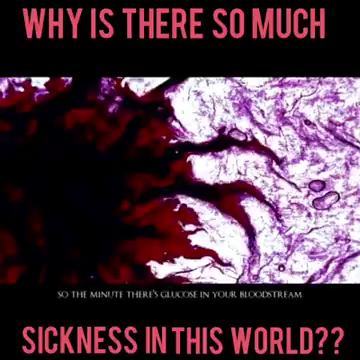 WHY IS THERE SO MUCH
SO THE MINUTE THERE'S GLUCOSE IN YOUR BLOODSTREAM
SICKNESS IN THIS WORLD??